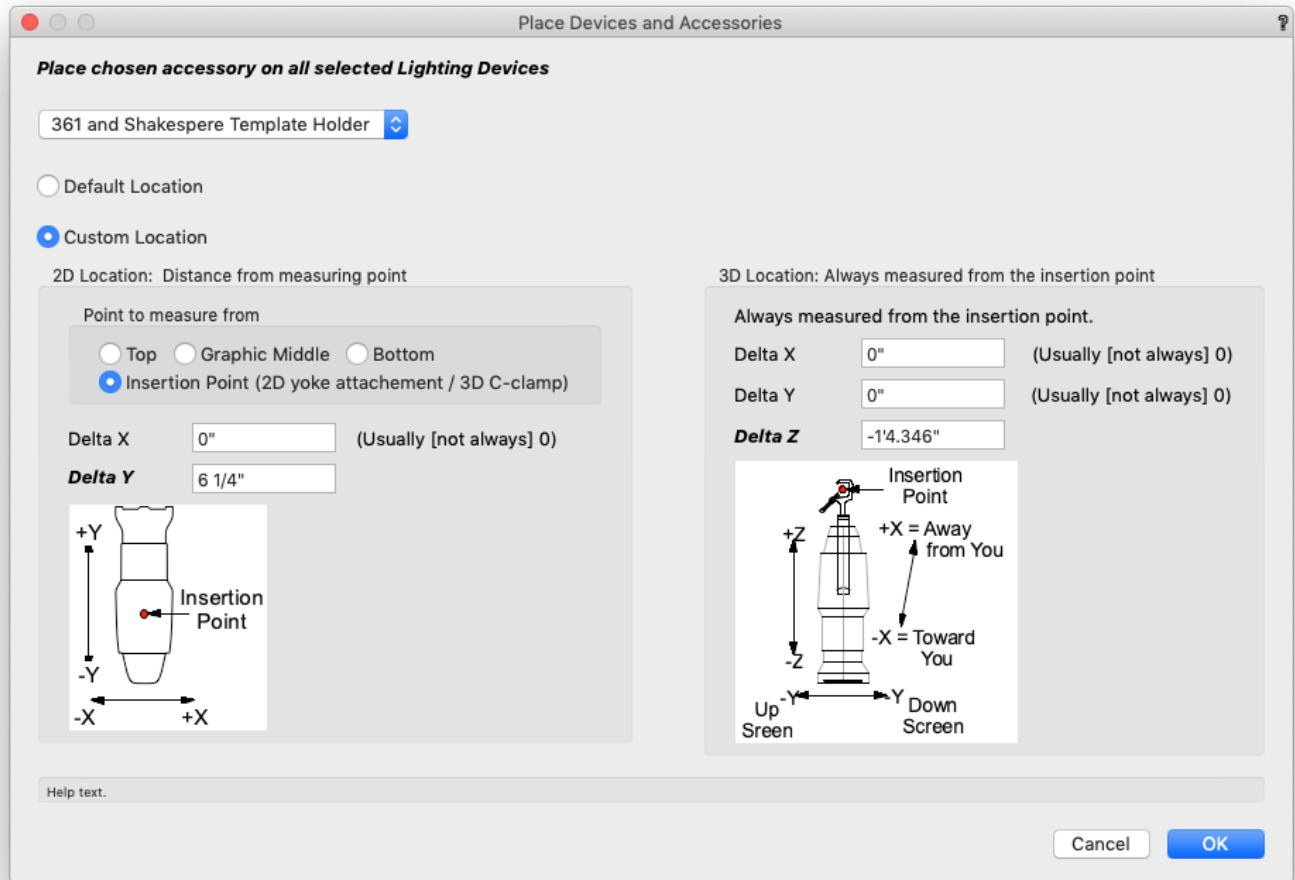 Place Devices and Accessories
?
Place chosen accessory on all selected Lighting Devices
361 and Shakespere Template Holder
Default Location
Custom Location
2D Location:  Distance from measuring point
Point to measure from
Top
Graphic Middle
Bottom
Insertion Point (2D yoke attachement / 3D C-clamp)
Delta X
0"
(Usually [not always] 0)
Delta Y
6 1/4"
+Y
Insertion
Point
-Y
-X
+X
3D Location: Always measured from the insertion point
Always measured from the insertion point.
Delta X
0"
(Usually [not always] 0)
Delta Y
0"
(Usually [not always] 0)
Delta Z
-1'4.346"
Insertion
Point
+Z
+X = Away
from You
-X = Toward
You
-Z
-Y
-Y
Up
Sreen
Down
Screen
Help text.
Cancel
OK